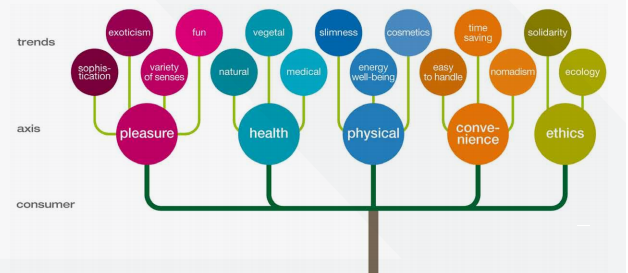 trends
exoticism
fun
vegetal
slimness
cosmetics
time
saving
solidarity
sophis-
tication
variety
of senses
natural
medical
energy
well-being
easy
to handle
nomadism
ecology
axis
pleasure
health
physical
conve-
nience
ethics
consumer